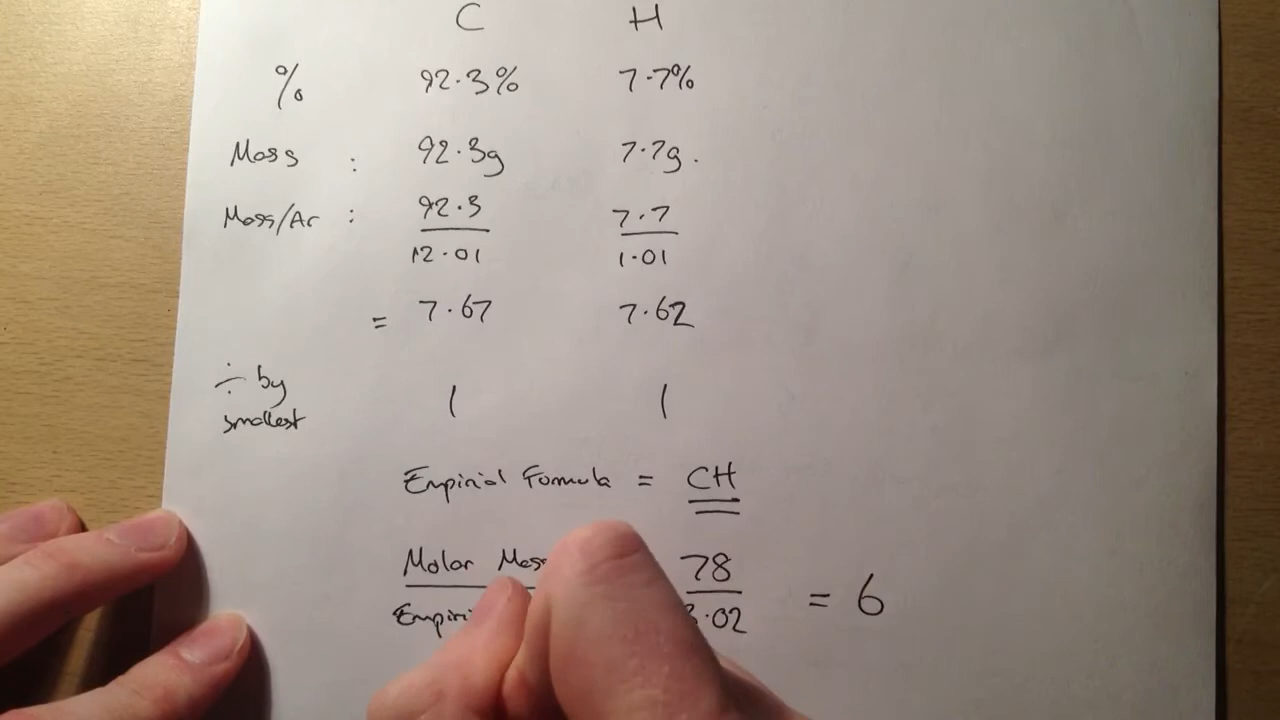 C H
% 92.3% 7.7%
Mass : 92.3g 7.7g.
Mass/Ar : 92.3 7.7
12.01 1.01
= 7.67 7.62
÷ by
smallest 1 1
Empirical Formula = CH
Molar 78
.02 = 6